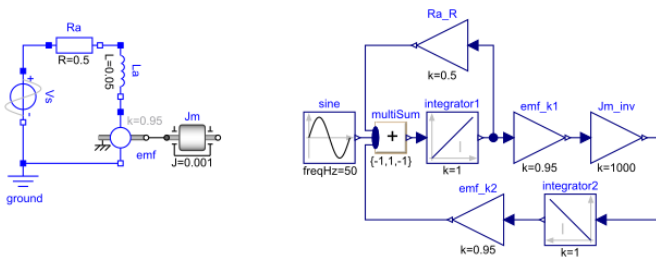 Ra
R=0.5
L=0.05
La
+
Vs
-
k=0.95
emf
Jm
J=0.001
ground
Ra_R
k=0.5
sine
freqHz=50
multiSum
+
{-1,1,-1}
integrator1
I
k=1
emf_k1
k=0.95
Jm_inv
k=1000
emf_k2
k=0.95
integrator2
I
k=1